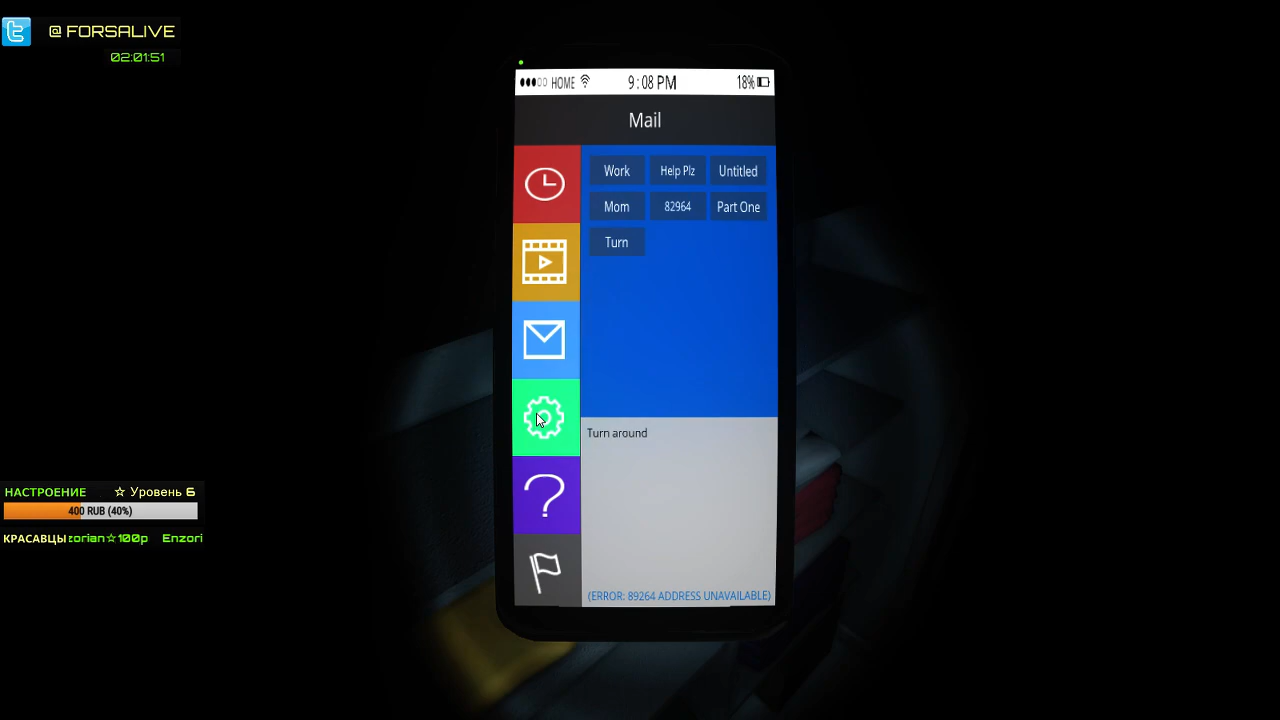 @ FORSALIVE
02:01:51
HOME 9:08 PM 18%
Mail
Work Help Plz Untitled
Mom 82964 Part One
Turn
Turn around
(ERROR: 89264 ADDRESS UNAVAILABLE)
НАСТРОЕНИЕ ☆ Уровень 6
400 RUB (40%)
КРАСАВЦЫ: zorian☆100p Enzori